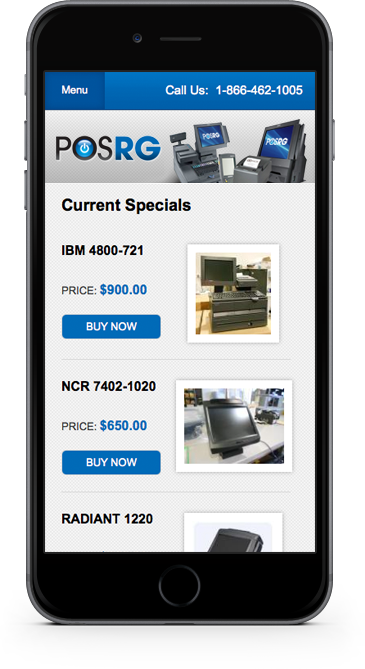 Menu
Call Us: 1-866-462-1005
POSRG
POSRG
POSRG
Current Specials
IBM 4800-721
PRICE: $900.00
BUY NOW
NCR 7402-1020
PRICE: $650.00
BUY NOW
RADIANT 1220